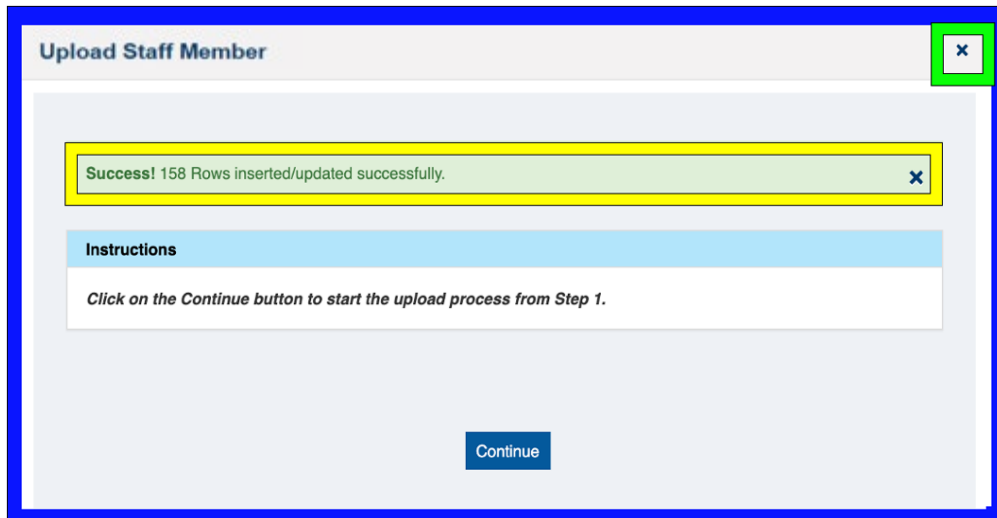 Upload Staff Member
Success! 158 Rows inserted/updated successfully.
Instructions
Click on the Continue button to start the upload process from Step 1.
Continue